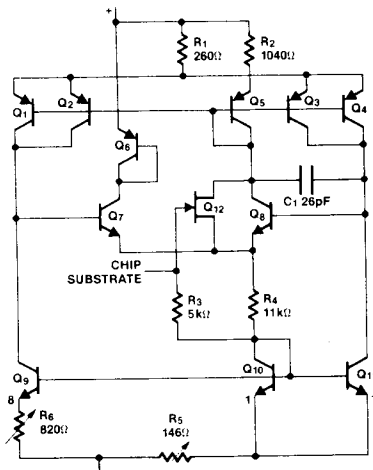 +
R1
260Ω
R2
1040Ω
Q1
Q2
Q5
Q3
Q4
Q6
C1 26pF
Q7
Q12
Q8
CHIP
SUBSTRATE
R3
5kΩ
R4
11kΩ
Q9
Q10
Q1
8
1
R6
820Ω
R5
146Ω